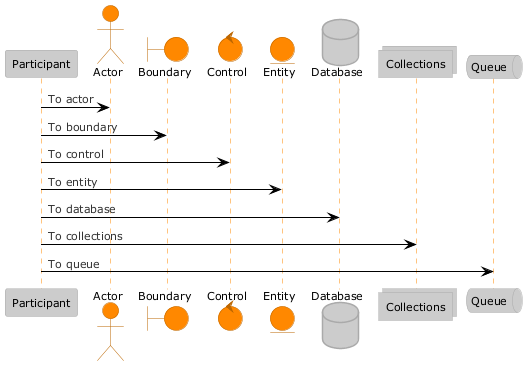 Participant
Actor
Boundary
Control
Entity
Database
Collections
Queue
To actor
To boundary
To control
To entity
To database
To collections
To queue
Participant
Actor
Boundary
Control
Entity
Database
Collections
Queue